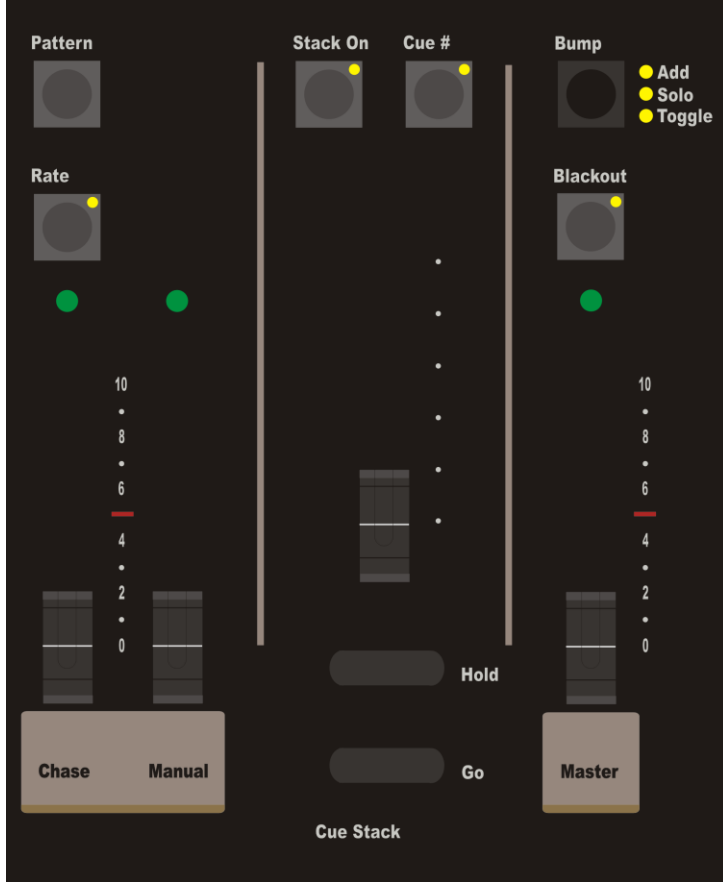 Pattern
Stack On
Cue #
Bump
Add
Solo
Toggle
Rate
Blackout
10
8
6
4
2
0
10
8
6
4
2
0
Hold
Go
Chase
Manual
Master
Cue Stack